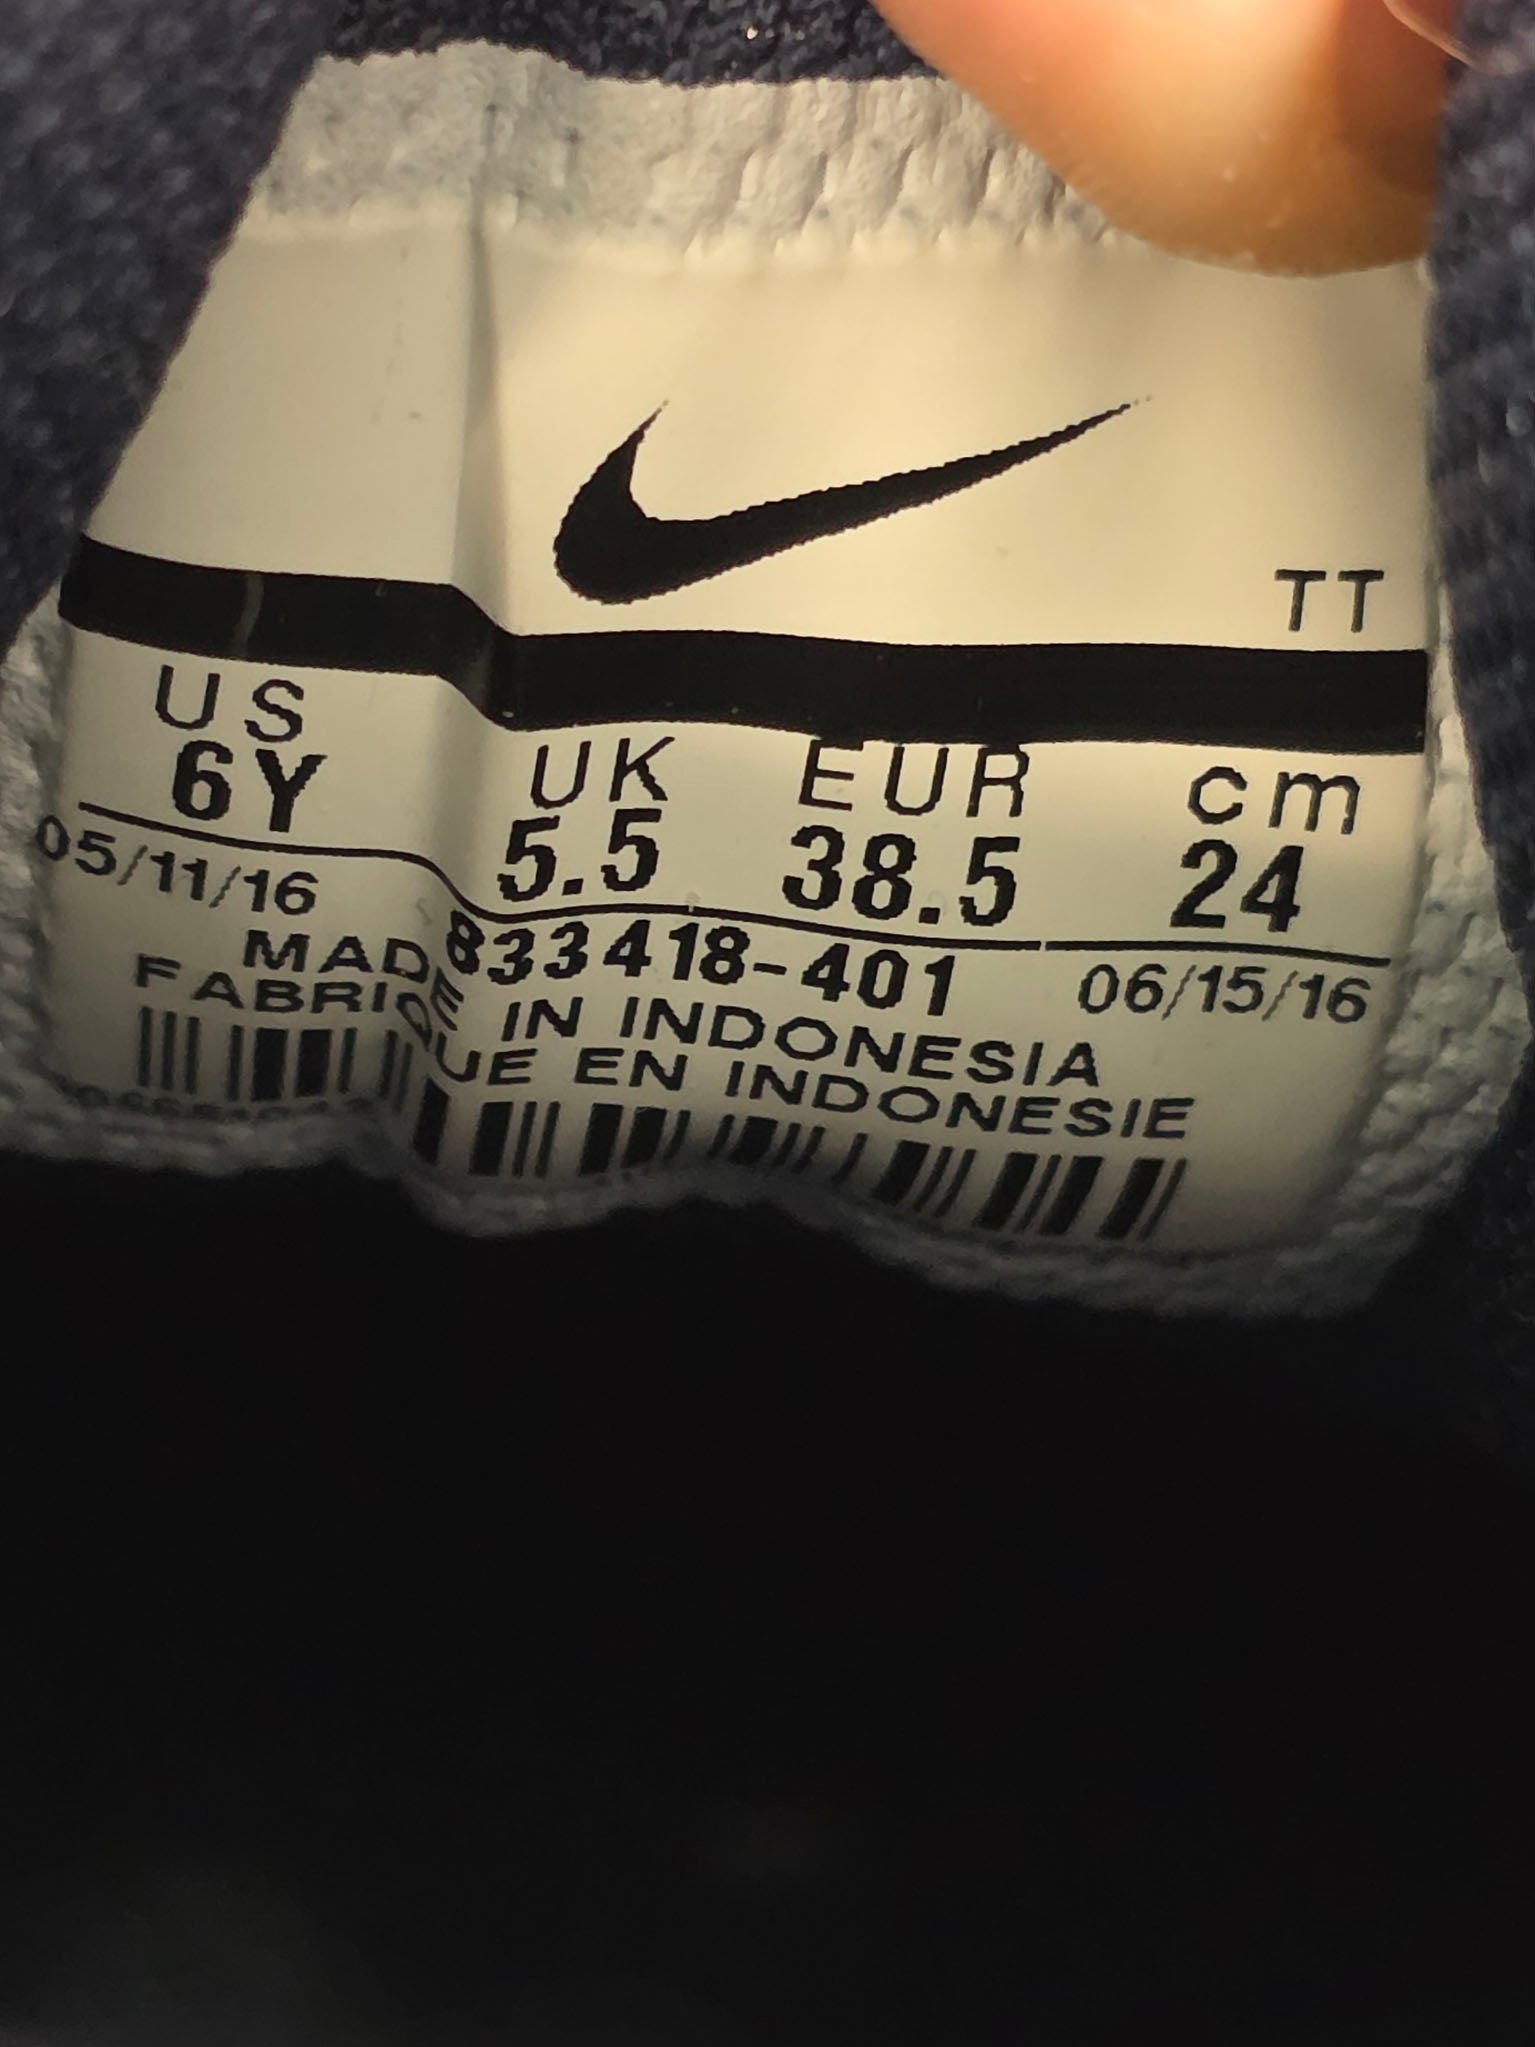 TT
US UK EUR cm
6Y 5.5 38.5 24
05/11/16 833418-401 06/15/16
MADE IN INDONESIA
FABRIQUE EN INDONESIE